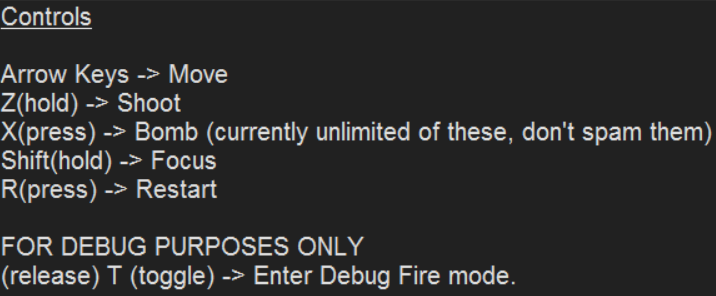 Controls
Arrow Keys -> Move
Z(hold) -> Shoot
X(press) -> Bomb (currently unlimited of these, don't spam them)
Shift(hold) -> Focus
R(press) -> Restart
FOR DEBUG PURPOSES ONLY
(release) T (toggle) -> Enter Debug Fire mode.